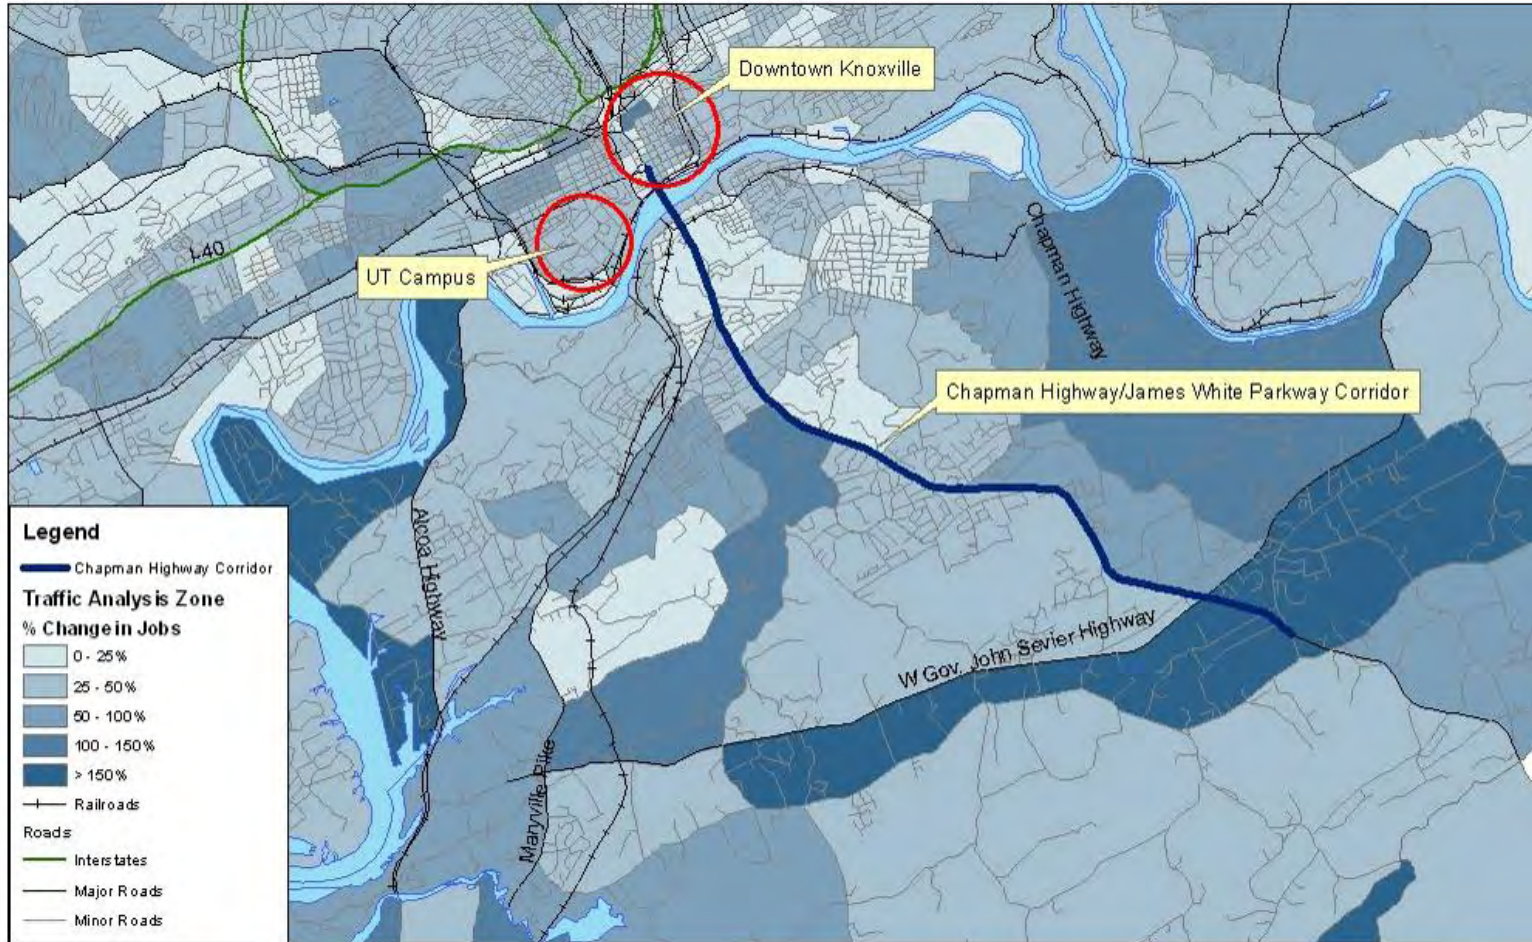 Downtown Knoxville
I-40
UT Campus
Chapman Highway
Chapman Highway/James White Parkway Corridor
Alcoa Highway
W Gov. John Sevier Highway
Maryville Pike
Legend
Chapman Highway Corridor
Traffic Analysis Zone
% Change in Jobs
0 - 25%
25 - 50%
50 - 100%
100 - 150%
> 150%
Railroads
Roads
Interstates
Major Roads
Minor Roads